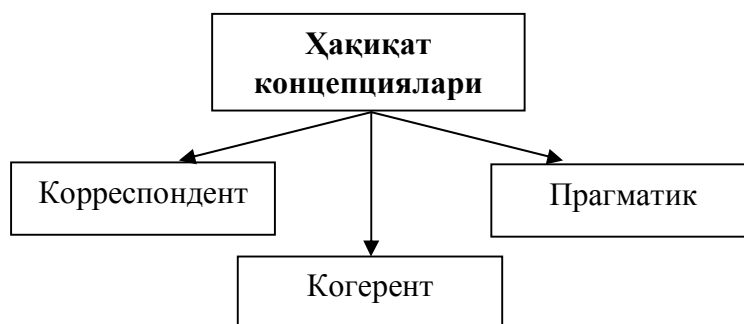 Ҳақиқат
концепциялари
Корреспондент
Прагматик
Когерент